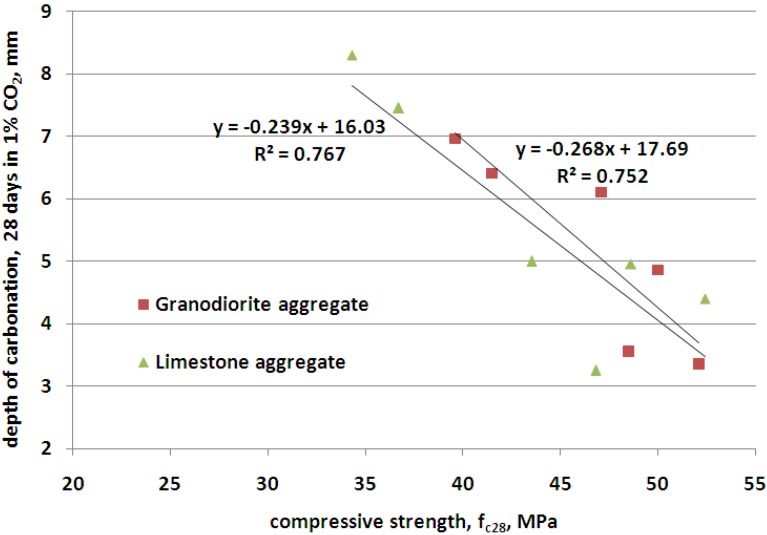 depth of carbonation, 28 days in 1% CO₂, mm
9
8
7
6
5
4
3
2
y = -0.239x + 16.03
R² = 0.767
y = -0.268x + 17.69
R² = 0.752
Granodiorite aggregate
Limestone aggregate
20 25 30 35 40 45 50 55
compressive strength, fc28, MPa